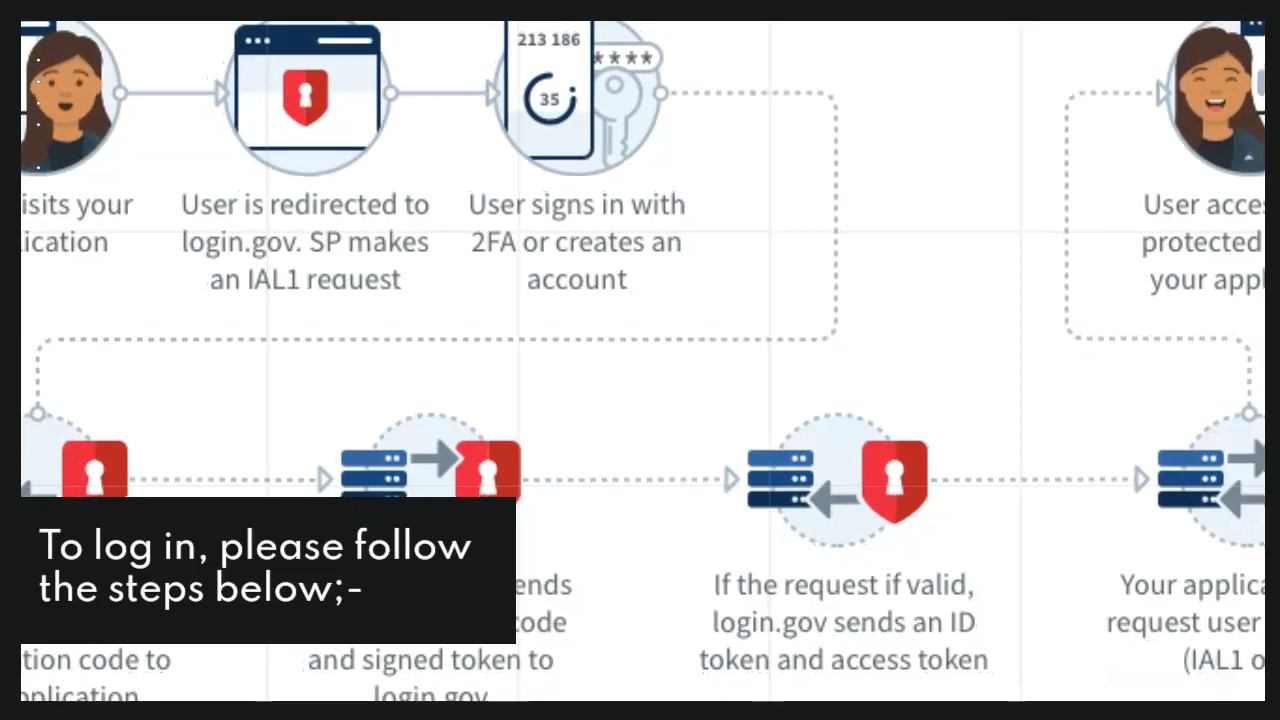 213 186
****
35
isits your
ication
User is redirected to
login.gov. SP makes
an IAL1 request
User signs in with
2FA or creates an
account
User acces
protected
your appl
To log in, please follow
the steps below;-
ends
code
tion code to
and signed token to
login.gov
If the request if valid,
login.gov sends an ID
token and access token
Your applica
request user
(IAL1 o